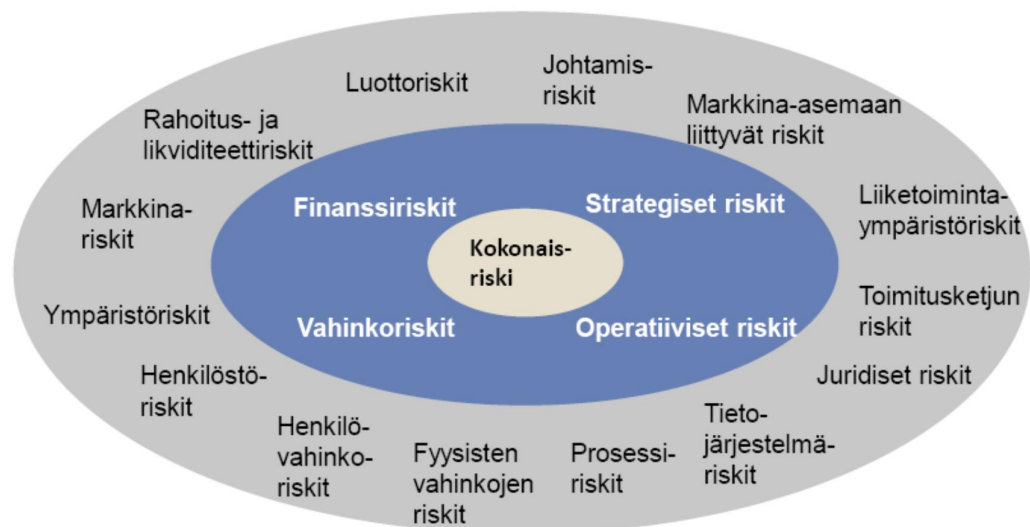 Luottoriskit
Johtamis-
riskit
Markkina-asemaan
liittyvät riskit
Rahoitus- ja
likviditeettiriskit
Markkina-
riskit
Finanssiriskit
Strategiset riskit
Liiketoiminta-
ympäristöriskit
Kokonais-
riski
Ympäristöriskit
Vahinkoriskit
Operatiiviset riskit
Toimitusketjun
riskit
Henkilöstö-
riskit
Juridiset riskit
Henkilö-
vahinko-
riskit
Fyysisten
vahinkojen
riskit
Prosessi-
riskit
Tieto-
järjestelmä-
riskit